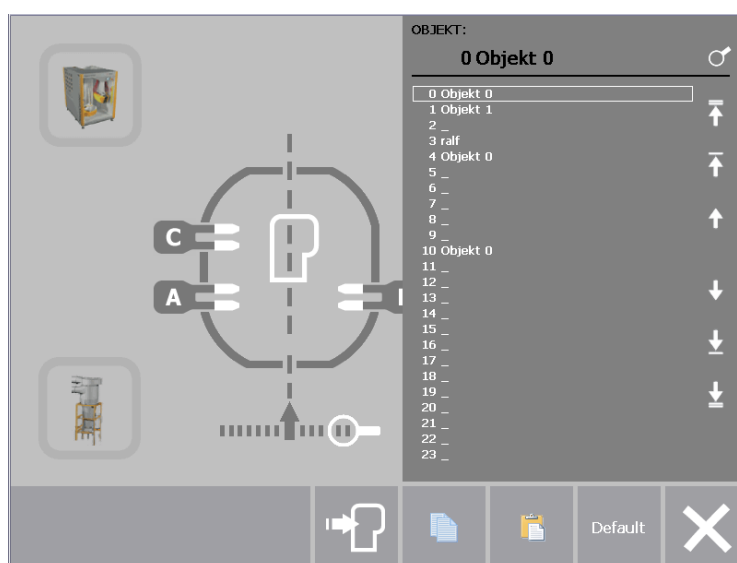 OBJEKT:
0 Objekt 0
0 Objekt 0
1 Objekt 1
2 _
3 ralf
4 Objekt 0
5 _
6 _
7 _
8 _
9 _
10 Objekt 0
11 _
12 _
13 _
14 _
15 _
16 _
17 _
18 _
19 _
20 _
21 _
22 _
23 _
C
A
Default